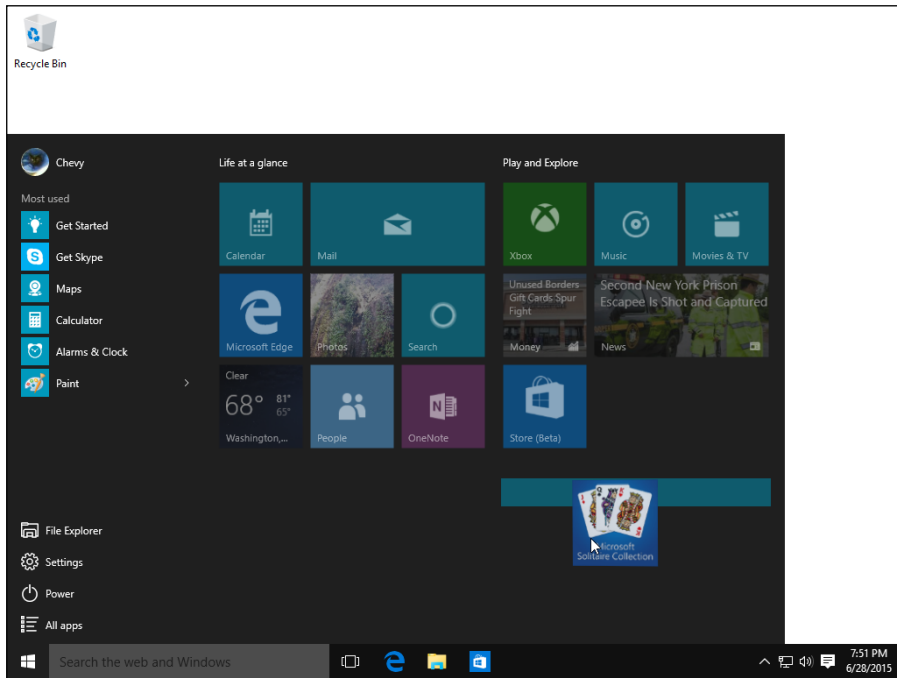 Recycle Bin
Chevy
Most used
Get Started
Get Skype
Maps
Calculator
Alarms & Clock
Paint
File Explorer
Settings
Power
All apps
Life at a glance
Calendar
Mail
Microsoft Edge
Photos
Search
Clear
68° 81°
65°
Washington,...
People
OneNote
Play and Explore
Xbox
Music
Movies & TV
Unused Borders
Gift Cards Spur
Fight
Money
Second New York Prison
Escapee Is Shot and Captured
News
Store (Beta)
Microsoft
Solitaire Collection
Search the web and Windows
7:51 PM
6/28/2015